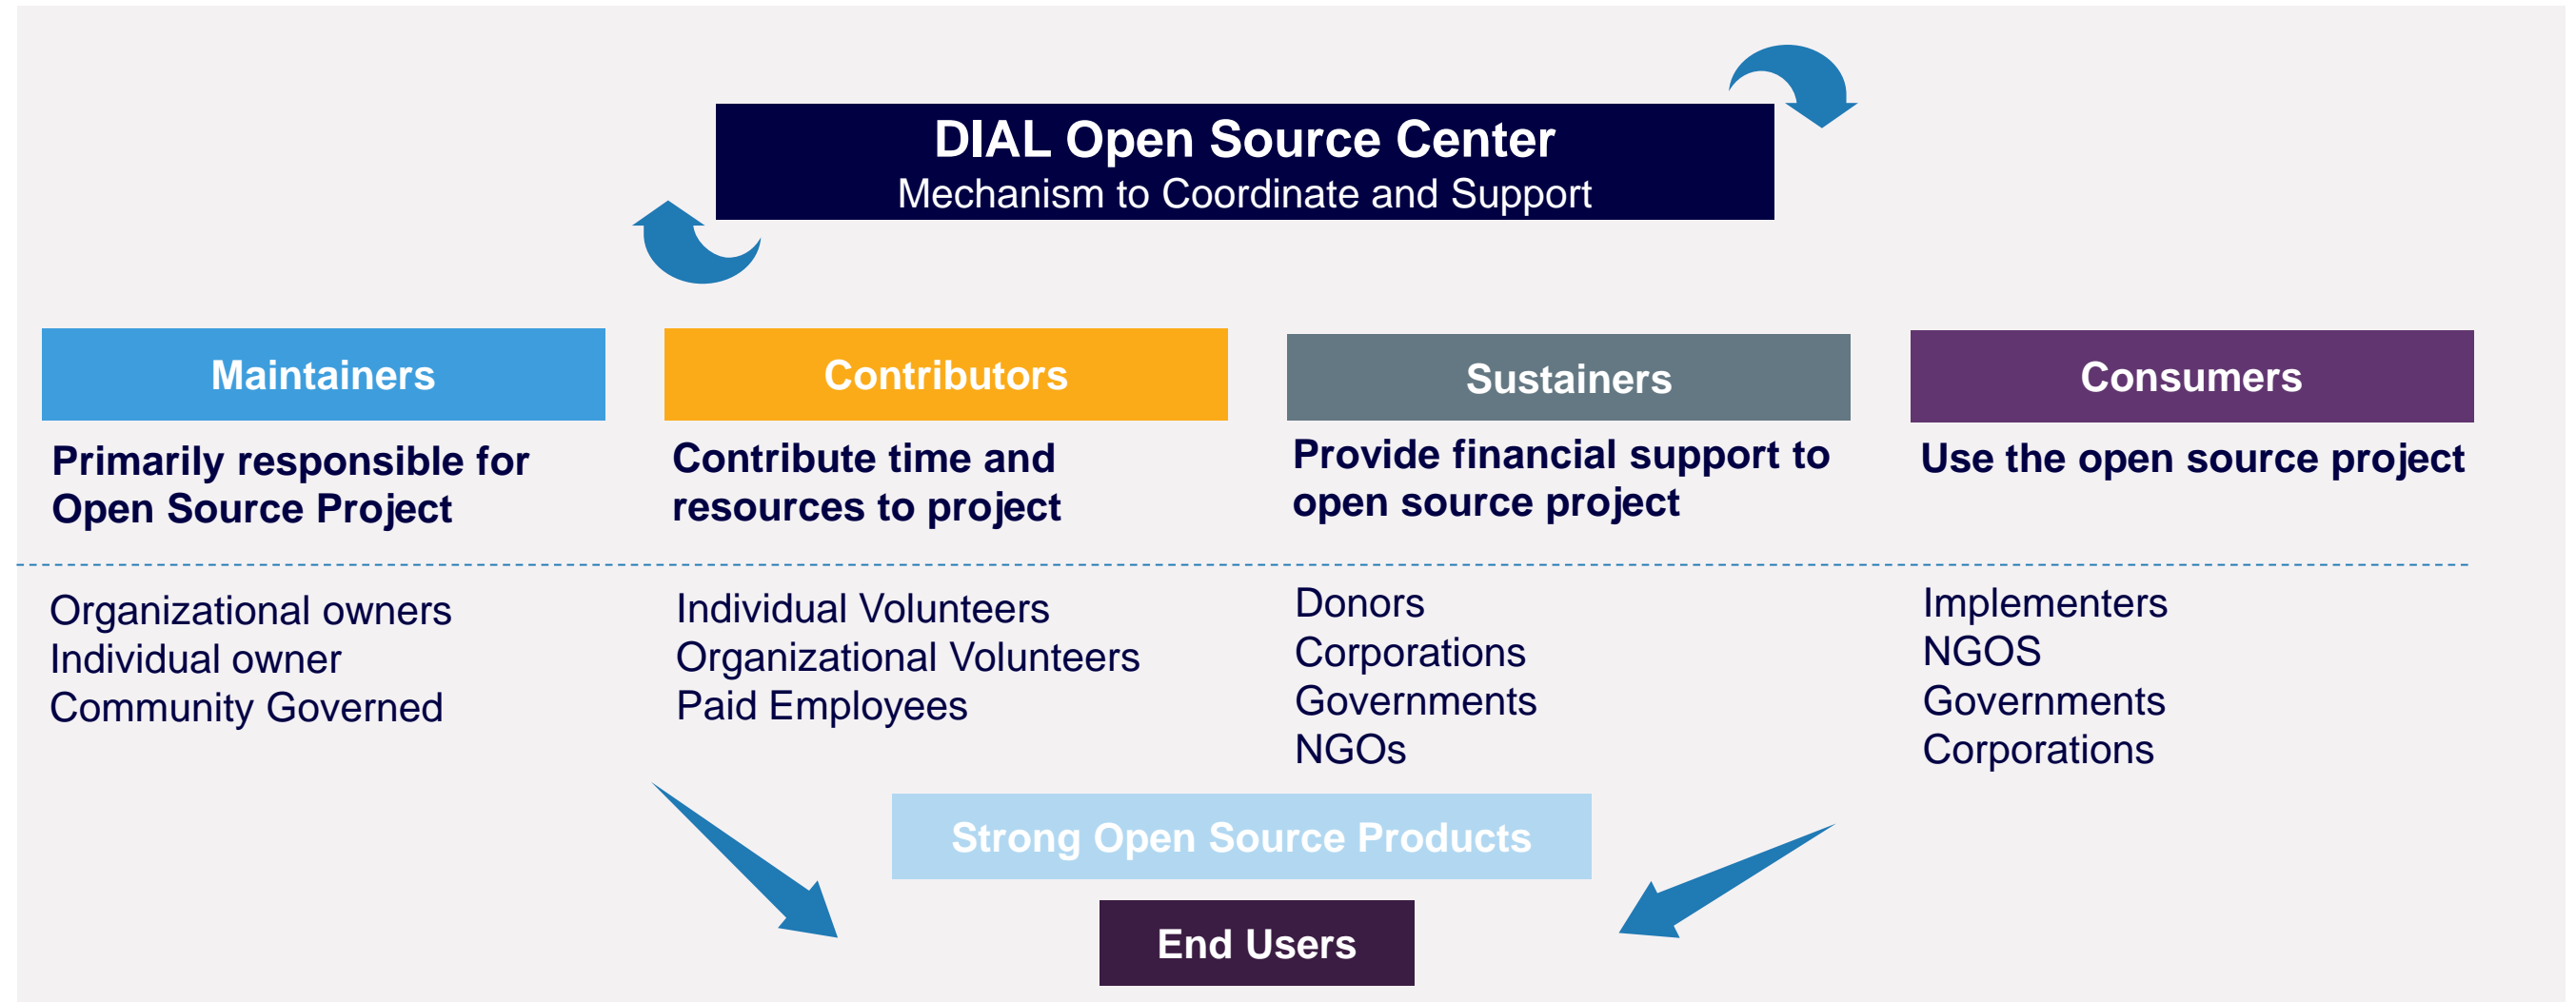 DIAL Open Source Center
Mechanism to Coordinate and Support
Maintainers
Primarily responsible for
Open Source Project
Organizational owners
Individual owner
Community Governed
Contributors
Contribute time and
resources to project
Individual Volunteers
Organizational Volunteers
Paid Employees
Sustainers
Provide financial support to
open source project
Donors
Corporations
Governments
NGOs
Consumers
Use the open source project
Implementers
NGOS
Governments
Corporations
Strong Open Source Products
End Users